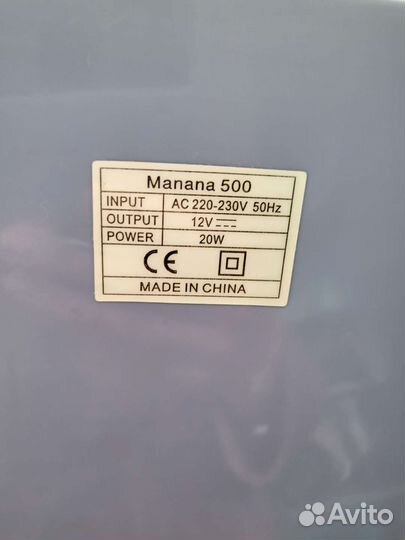 Manana 500
INPUT AC 220-230V 50Hz
OUTPUT 12V
POWER 20W
CE
MADE IN CHINA
Avito